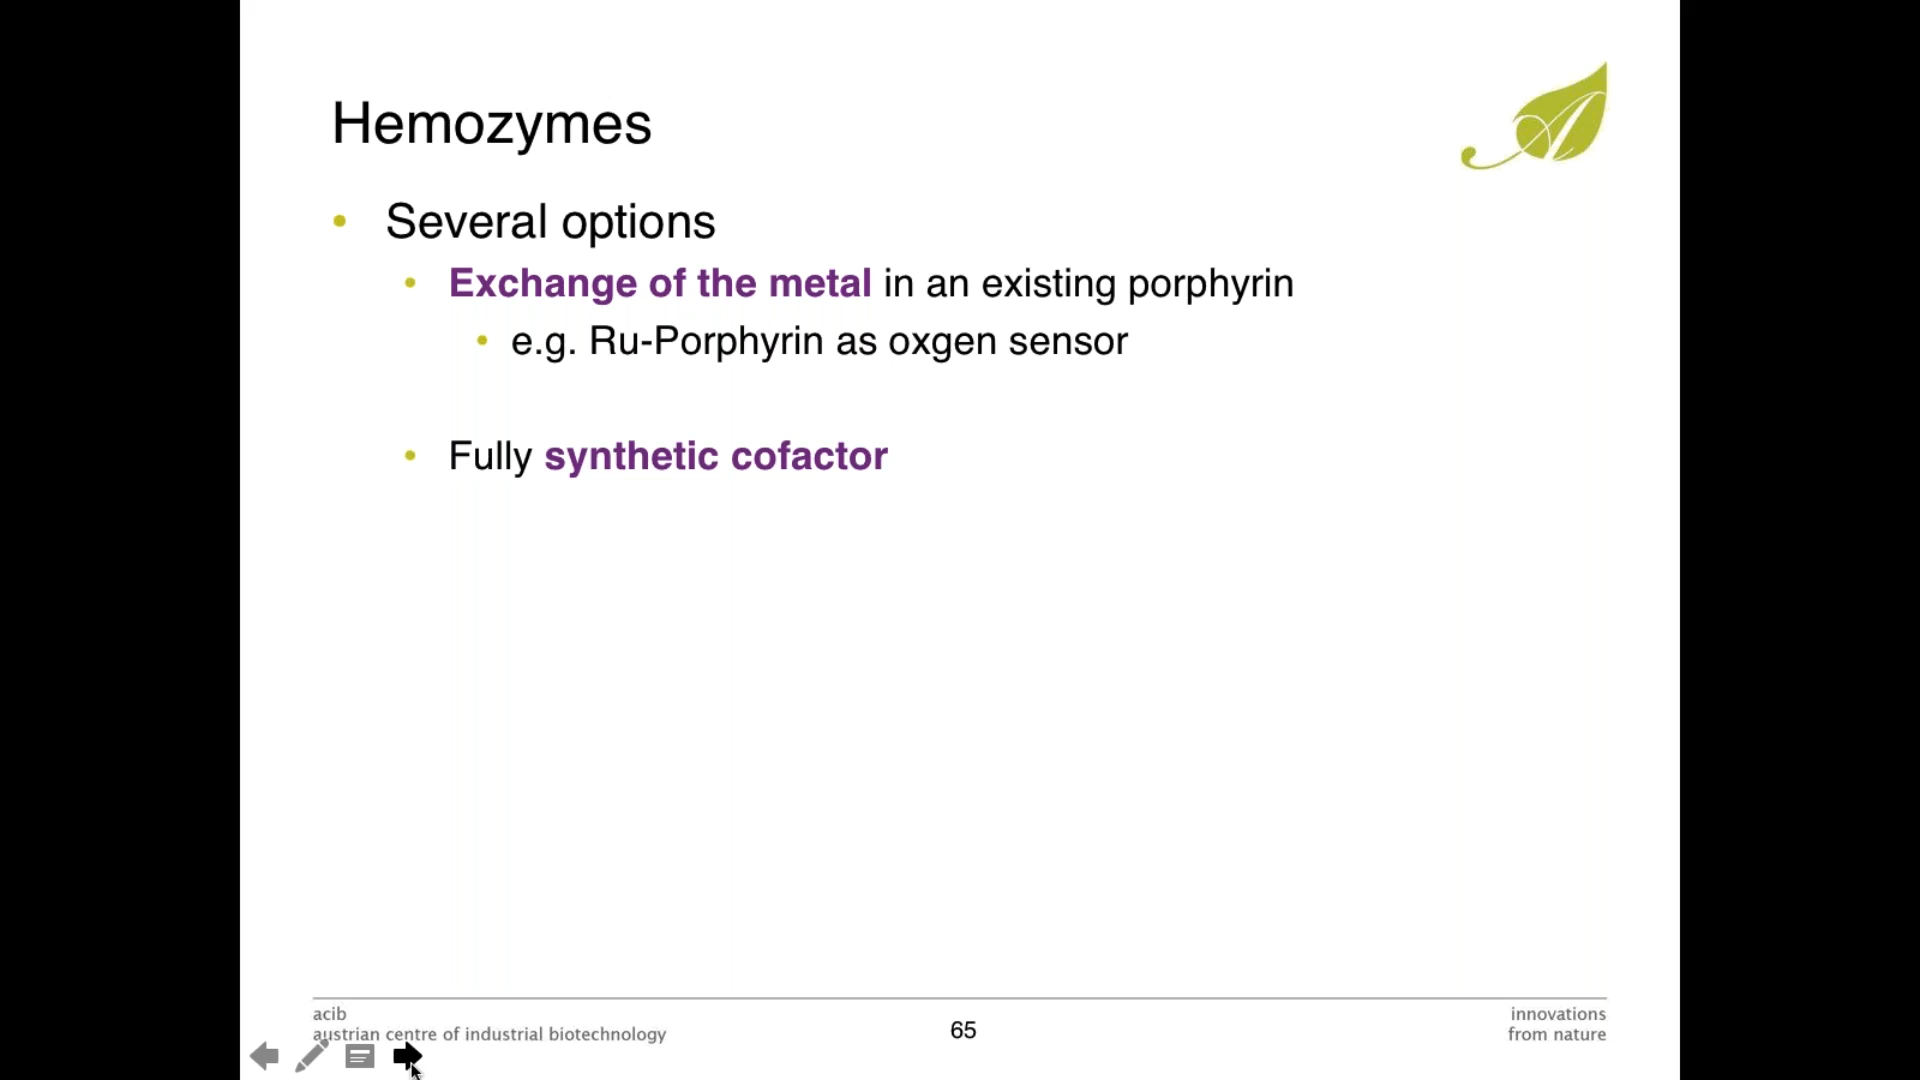 Hemozymes
• Several options
• Exchange of the metal in an existing porphyrin
• e.g. Ru-Porphyrin as oxgen sensor
• Fully synthetic cofactor
acib
austrian centre of industrial biotechnology
65
innovations
from nature